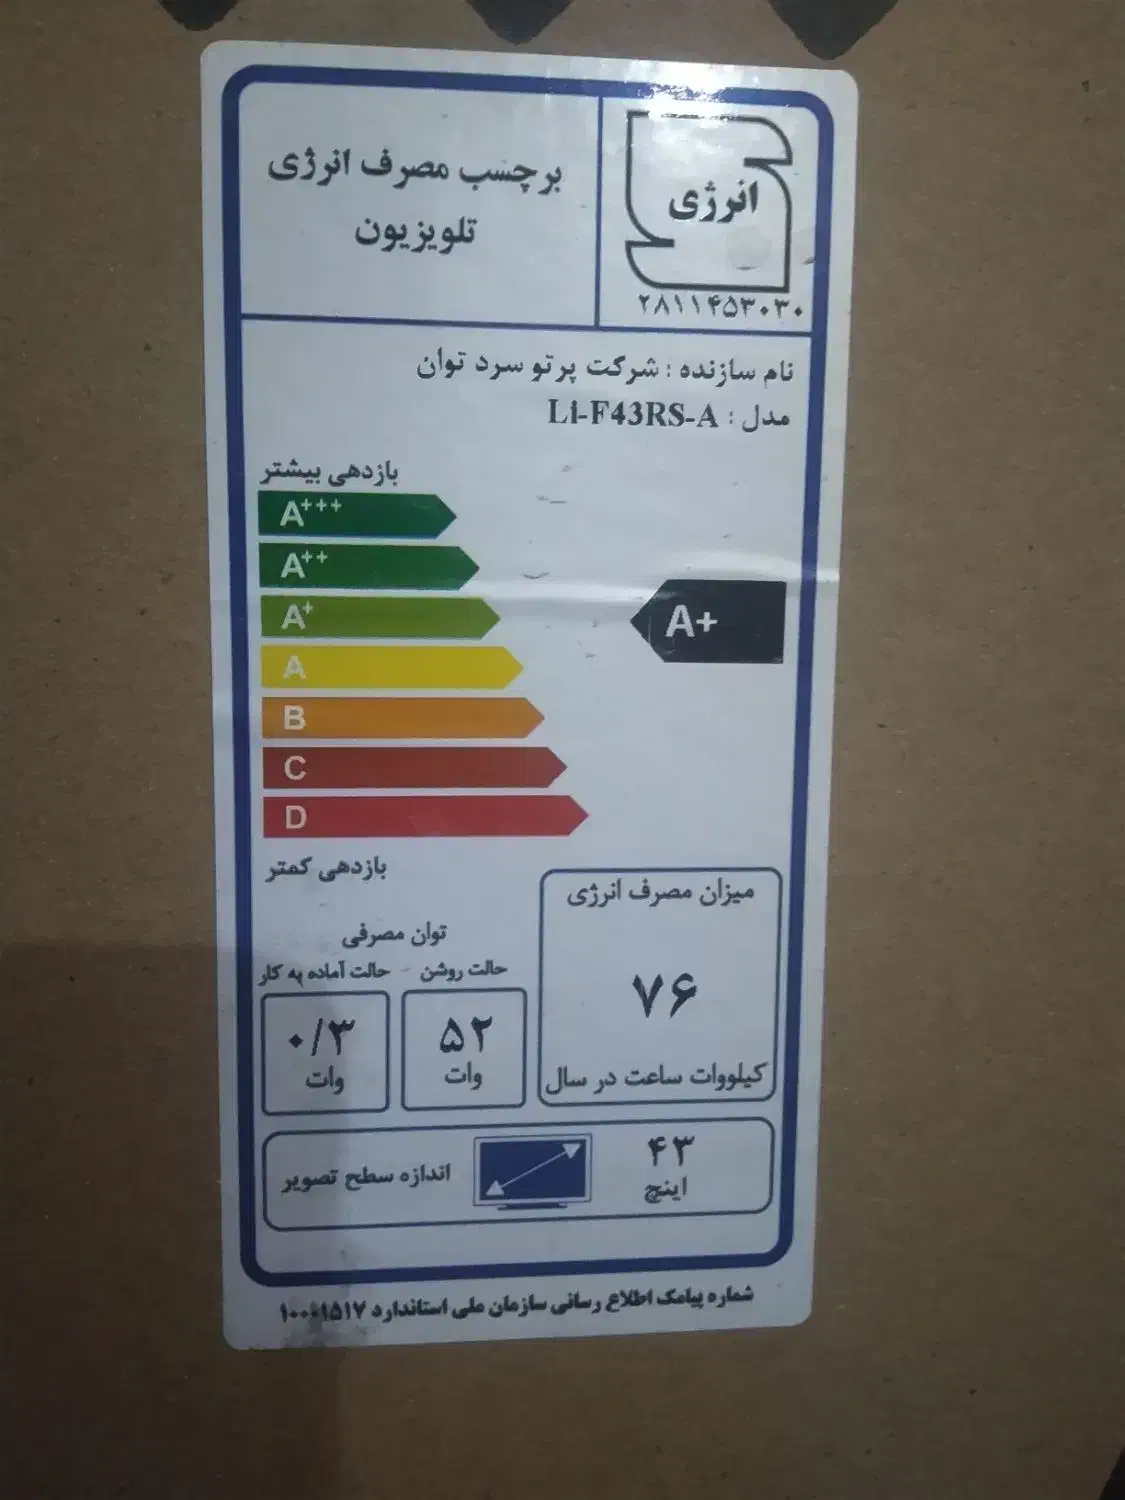 برچسب مصرف انرژی
تلویزیون
انرژی
۲۸۱۱۴۵۳۰۳۰
نام سازنده : شرکت پرتو سرد توان
مدل : Li-F43RS-A
بازدهی بیشتر
A+++
A++
A+
A+
A
B
C
D
بازدهی کمتر
میزان مصرف انرژی
۷۶
کیلووات ساعت در سال
توان مصرفی
حالت روشن - حالت آماده به کار
۵۲
وات
۰/۳
وات
۴۳
اینچ
اندازه سطح تصویر
شماره پیامک اطلاع رسانی سازمان ملی استاندارد ۱۰۰۰۱۵۱۷